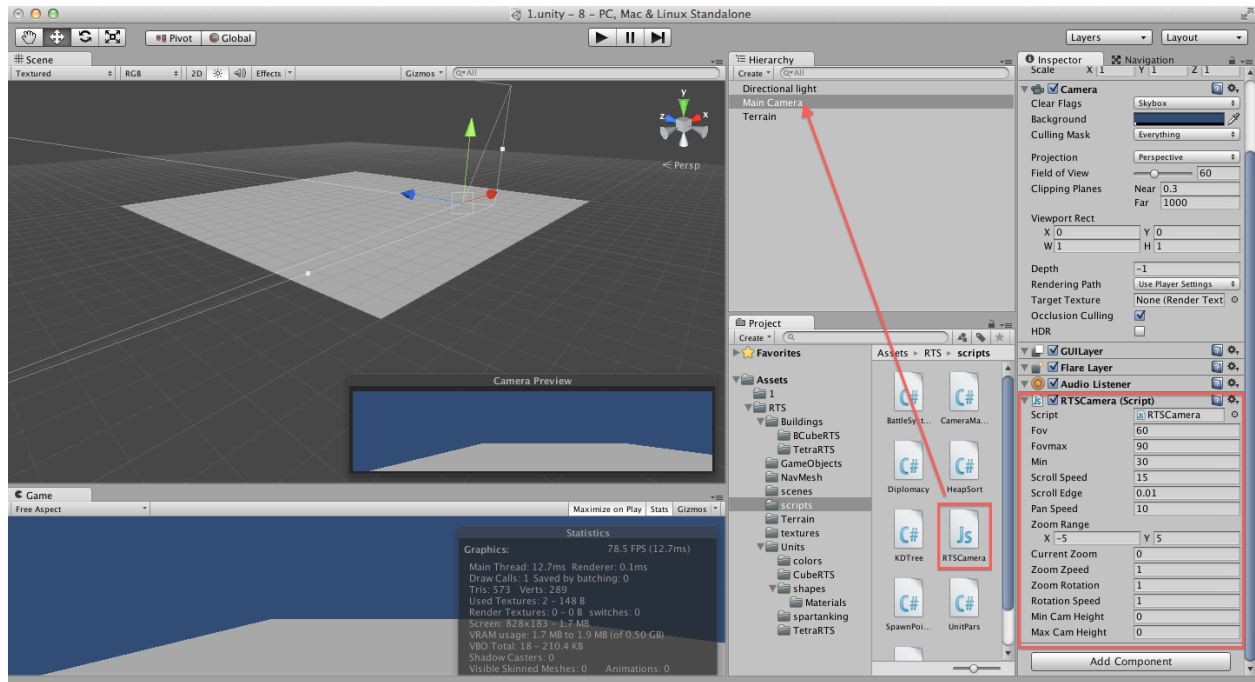 1.unity – 8 – PC, Mac & Linux Standalone
Pivot Global Layers Layout
Scene
Textured RGB 2D Effects Gizmos QAll
y
z x
Persp
Camera Preview
Game
Free Aspect Maximize on Play Stats Gizmos
Statistics
Graphics: 78.5 FPS (12.7ms)
Main Thread: 12.7ms Renderer: 0.1ms
Draw Calls: 1 Saved by batching: 0
Tris: 573 Verts: 289
Used Textures: 2 – 148 B
Render Textures: 0 – 0 B switches: 0
Screen: 828x183 – 1.7 MB
VRAM usage: 1.7 MB to 1.9 MB (of 0.50 GB)
VBO Total: 18 – 210.4 KB
Shadow Casters: 0
Visible Skinned Meshes: 0 Animations: 0
Hierarchy
Create QAll
Directional light
Main Camera
Terrain
Project
Create
Favorites
Assets
1
RTS
Buildings
BCubeRTS
TetraRTS
GameObjects
NavMesh
scenes
scripts
Terrain
textures
Units
colors
CubeRTS
shapes
Materials
spartanking
TetraRTS
Assets RTS scripts
C# C#
BattleSyst... CameraMa...
C# C#
Diplomacy HeapSort
C# Js
KDTree RTSCamera
C# C#
SpawnPoi... UnitPars
Inspector Navigation
Scale X 1 Y 1 Z 1
Camera
Clear Flags Skybox
Background
Culling Mask Everything
Projection Perspective
Field of View 60
Clipping Planes Near 0.3
Far 1000
Viewport Rect
X 0 Y 0
W 1 H 1
Depth -1
Rendering Path Use Player Settings
Target Texture None (Render Text
Occlusion Culling
HDR
GUILayer
Flare Layer
Audio Listener
RTSCamera (Script)
Script RTSCamera
Fov 60
Fovmax 90
Min 30
Scroll Speed 15
Scroll Edge 0.01
Pan Speed 10
Zoom Range
X -5 Y 5
Current Zoom 0
Zoom Zpeed 1
Zoom Rotation 1
Rotation Speed 1
Min Cam Height 0
Max Cam Height 0
Add Component